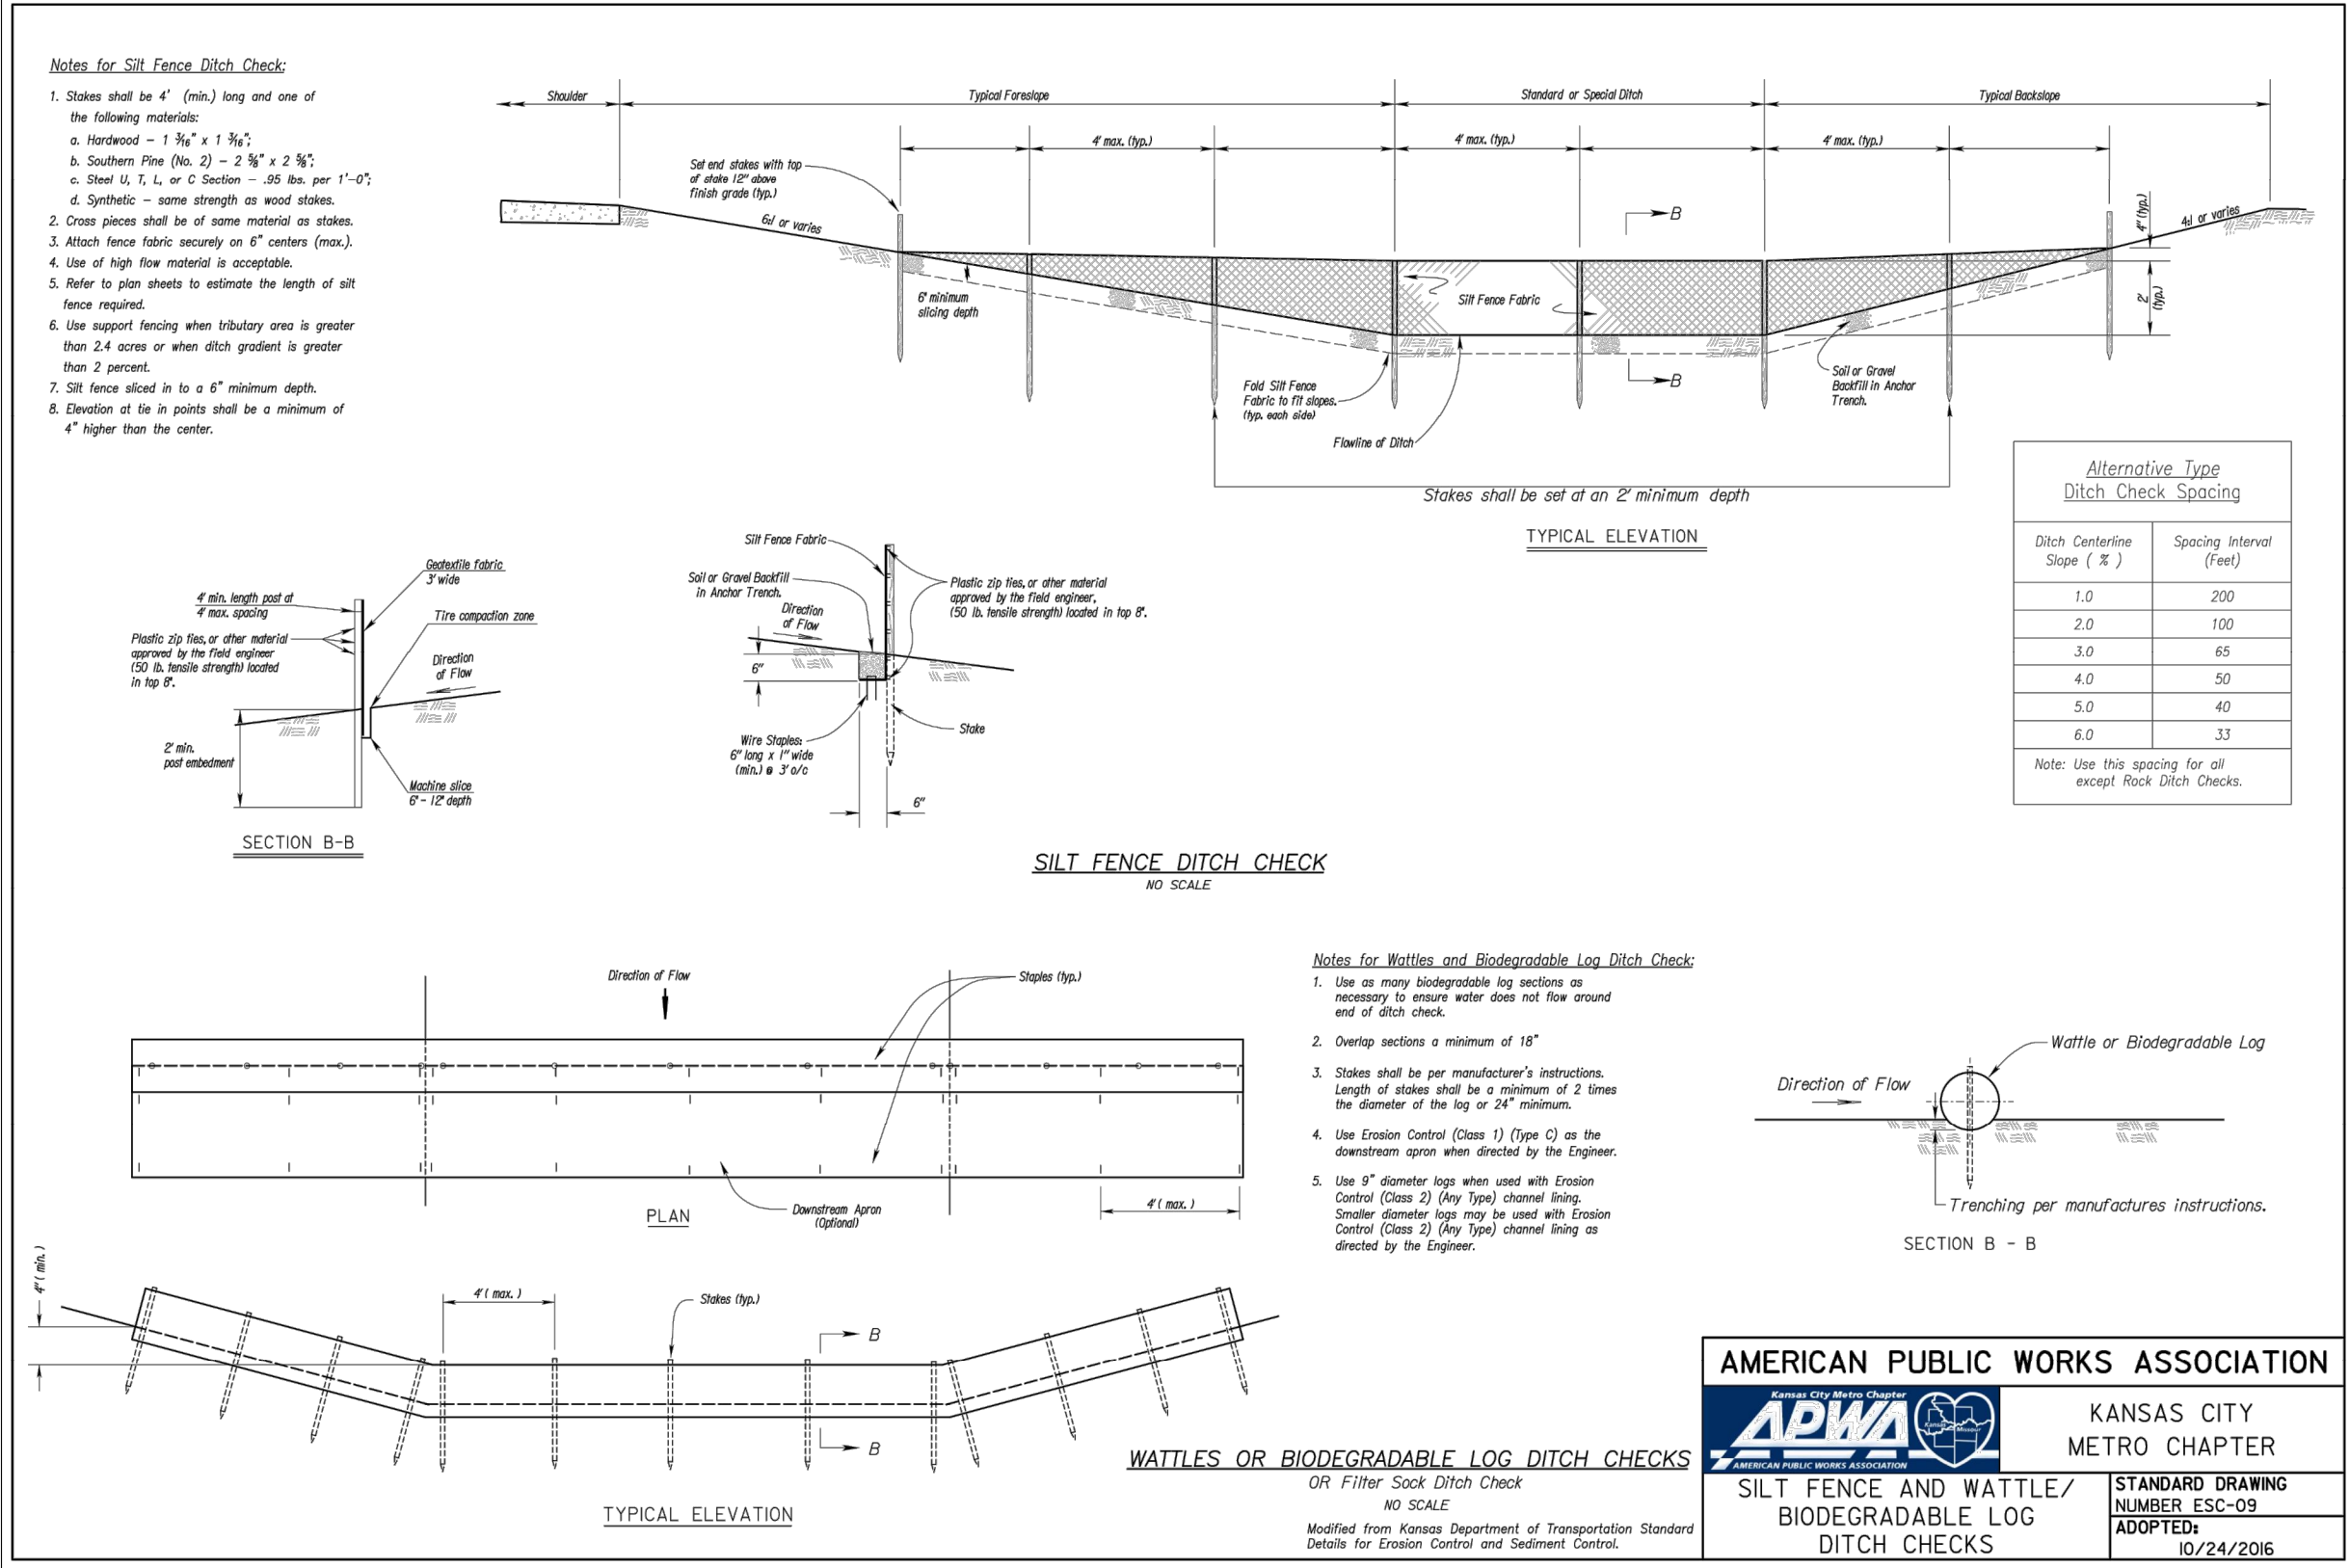 Notes for Silt Fence Ditch Check:
1. Stakes shall be 4' (min.) long and one of
the following materials:
a. Hardwood – 1 3⁄16" x 1 3⁄16";
b. Southern Pine (No. 2) – 2 5⁄8" x 2 5⁄8";
c. Steel U, T, L, or C Section – .95 lbs. per 1'-0";
d. Synthetic – same strength as wood stakes.
2. Cross pieces shall be of same material as stakes.
3. Attach fence fabric securely on 6" centers (max.).
4. Use of high flow material is acceptable.
5. Refer to plan sheets to estimate the length of silt
fence required.
6. Use support fencing when tributary area is greater
than 2.4 acres or when ditch gradient is greater
than 2 percent.
7. Silt fence sliced in to a 6" minimum depth.
8. Elevation at tie in points shall be a minimum of
4" higher than the center.
Shoulder
Typical Foreslope
Standard or Special Ditch
Typical Backslope
4' max. (typ.)
4' max. (typ.)
4' max. (typ.)
Set end stakes with top
of stake 12" above
finish grade (typ.)
6:1 or varies
B
4" (typ.)
4:1 or varies
6" minimum
slicing depth
Silt Fence Fabric
2'
(typ.)
Fold Silt Fence
Fabric to fit slopes.
(typ. each side)
B
Soil or Gravel
Backfill in Anchor
Trench.
Flowline of Ditch
Stakes shall be set at an 2' minimum depth
TYPICAL ELEVATION
Alternative Type
Ditch Check Spacing
Ditch Centerline
Slope ( % )
Spacing Interval
(Feet)
1.0 200
2.0 100
3.0 65
4.0 50
5.0 40
6.0 33
Note: Use this spacing for all
except Rock Ditch Checks.
Geotextile fabric
3' wide
4' min. length post at
4' max. spacing
Tire compaction zone
Plastic zip ties, or other material
approved by the field engineer
(50 lb. tensile strength) located
in top 8".
Direction
of Flow
2' min.
post embedment
Machine slice
6" - 12" depth
SECTION B-B
Silt Fence Fabric
Soil or Gravel Backfill
in Anchor Trench.
Plastic zip ties, or other material
approved by the field engineer,
(50 lb. tensile strength) located in top 8".
Direction
of Flow
6"
Stake
Wire Staples:
6" long x 1" wide
(min.) @ 3' o/c
6"
SILT FENCE DITCH CHECK
NO SCALE
Direction of Flow
Staples (typ.)
Downstream Apron
(Optional)
4' ( max. )
PLAN
4" ( min. )
4' ( max. )
Stakes (typ.)
B
B
TYPICAL ELEVATION
Notes for Wattles and Biodegradable Log Ditch Check:
1. Use as many biodegradable log sections as
necessary to ensure water does not flow around
end of ditch check.
2. Overlap sections a minimum of 18"
3. Stakes shall be per manufacturer's instructions.
Length of stakes shall be a minimum of 2 times
the diameter of the log or 24" minimum.
4. Use Erosion Control (Class 1) (Type C) as the
downstream apron when directed by the Engineer.
5. Use 9" diameter logs when used with Erosion
Control (Class 2) (Any Type) channel lining.
Smaller diameter logs may be used with Erosion
Control (Class 2) (Any Type) channel lining as
directed by the Engineer.
Wattle or Biodegradable Log
Direction of Flow
Trenching per manufactures instructions.
SECTION B - B
WATTLES OR BIODEGRADABLE LOG DITCH CHECKS
OR Filter Sock Ditch Check
NO SCALE
Modified from Kansas Department of Transportation Standard
Details for Erosion Control and Sediment Control.
AMERICAN PUBLIC WORKS ASSOCIATION
Kansas City Metro Chapter
APWA
Kansas
Missouri
AMERICAN PUBLIC WORKS ASSOCIATION
KANSAS CITY
METRO CHAPTER
SILT FENCE AND WATTLE/
BIODEGRADABLE LOG
DITCH CHECKS
STANDARD DRAWING
NUMBER ESC-09
ADOPTED:
10/24/2016